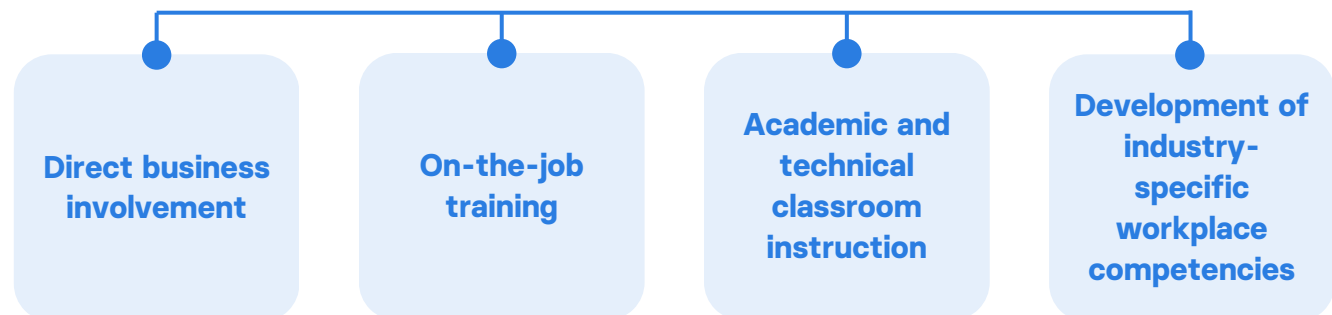 Direct business
involvement
On-the-job
training
Academic and
technical
classroom
instruction
Development of
industry-
specific
workplace
competencies